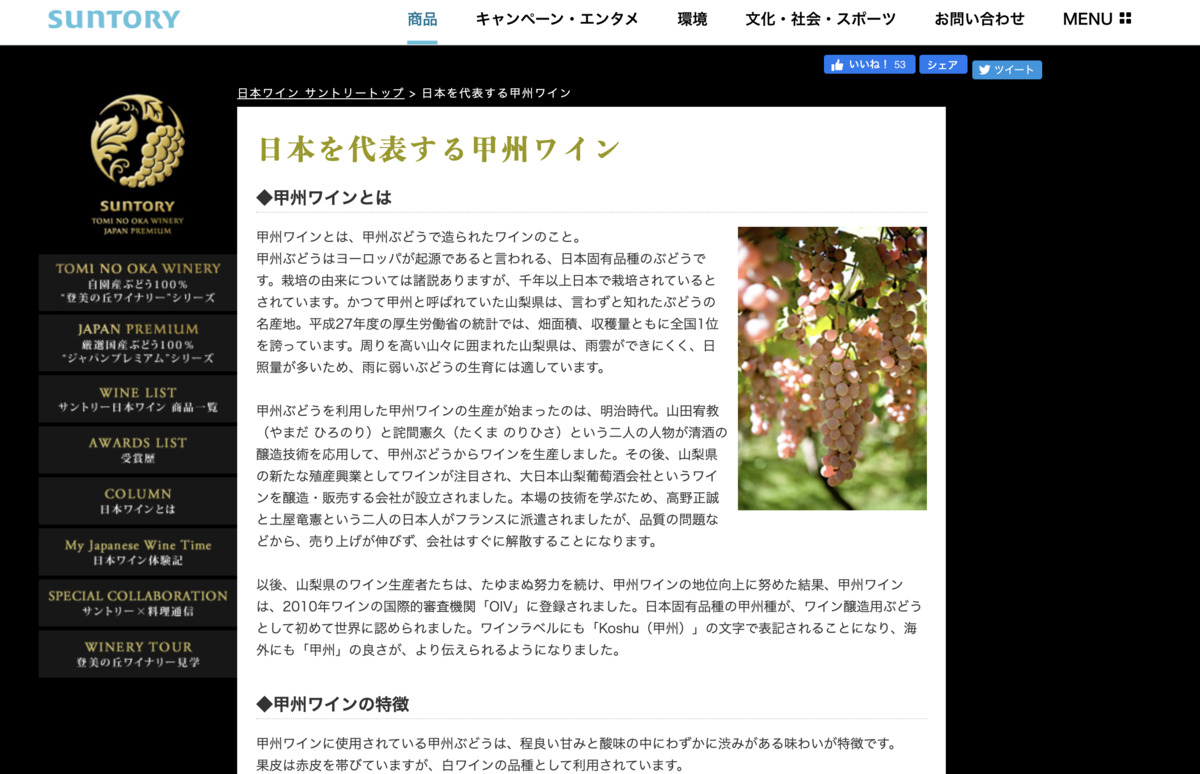 SUNTORY
商品
キャンペーン・エンタメ
環境
文化・社会・スポーツ
お問い合わせ
MENU
いいね！ 53
シェア
ツイート
日本ワイン サントリートップ > 日本を代表する甲州ワイン
SUNTORY
TOMI NO OKA WINERY
JAPAN PREMIUM
TOMI NO OKA WINERY
自園産ぶどう100%
“登美の丘ワイナリー”シリーズ
JAPAN PREMIUM
厳選国産ぶどう100%
“ジャパンプレミアム”シリーズ
WINE LIST
サントリー日本ワイン 商品一覧
AWARDS LIST
受賞歴
COLUMN
日本ワインとは
My Japanese Wine Time
日本ワイン体験記
SPECIAL COLLABORATION
サントリー×料理通信
WINERY TOUR
登美の丘ワイナリー見学
日本を代表する甲州ワイン
◆甲州ワインとは
甲州ワインとは、甲州ぶどうで造られたワインのこと。
甲州ぶどうはヨーロッパが起源であると言われる、日本固有品種のぶどうで
す。栽培の由来については諸説ありますが、千年以上日本で栽培されていると
されています。かつて甲州と呼ばれていた山梨県は、言わずと知れたぶどうの
名産地。平成27年度の厚生労働省の統計では、畑面積、収穫量ともに全国1位
を誇っています。周りを高い山々に囲まれた山梨県は、雨雲ができにくく、日
照量が多いため、雨に弱いぶどうの生育には適しています。
甲州ぶどうを利用した甲州ワインの生産が始まったのは、明治時代。山田宥教
（やまだ ひろのり）と詫間憲久（たくま のりひさ）という二人の人物が清酒の
醸造技術を応用して、甲州ぶどうからワインを生産しました。その後、山梨県
の新たな殖産興業としてワインが注目され、大日本山梨葡萄酒会社というワイ
ンを醸造・販売する会社が設立されました。本場の技術を学ぶため、高野正誠
と土屋竜憲という二人の日本人がフランスに派遣されましたが、品質の問題な
どから、売り上げが伸びず、会社はすぐに解散することになります。
以後、山梨県のワイン生産者たちは、たゆまぬ努力を続け、甲州ワインの地位向上に努めた結果、甲州ワイン
は、2010年ワインの国際的審査機関「OIV」に登録されました。日本固有品種の甲州種が、ワイン醸造用ぶどう
として初めて世界に認められました。ワインラベルにも「Koshu（甲州）」の文字で表記されることになり、海
外にも「甲州」の良さが、より伝えられるようになりました。
◆甲州ワインの特徴
甲州ワインに使用されている甲州ぶどうは、程良い甘みと酸味の中にわずかに渋みがある味わいが特徴です。
果皮は赤皮を帯びていますが、白ワインの品種として利用されています。